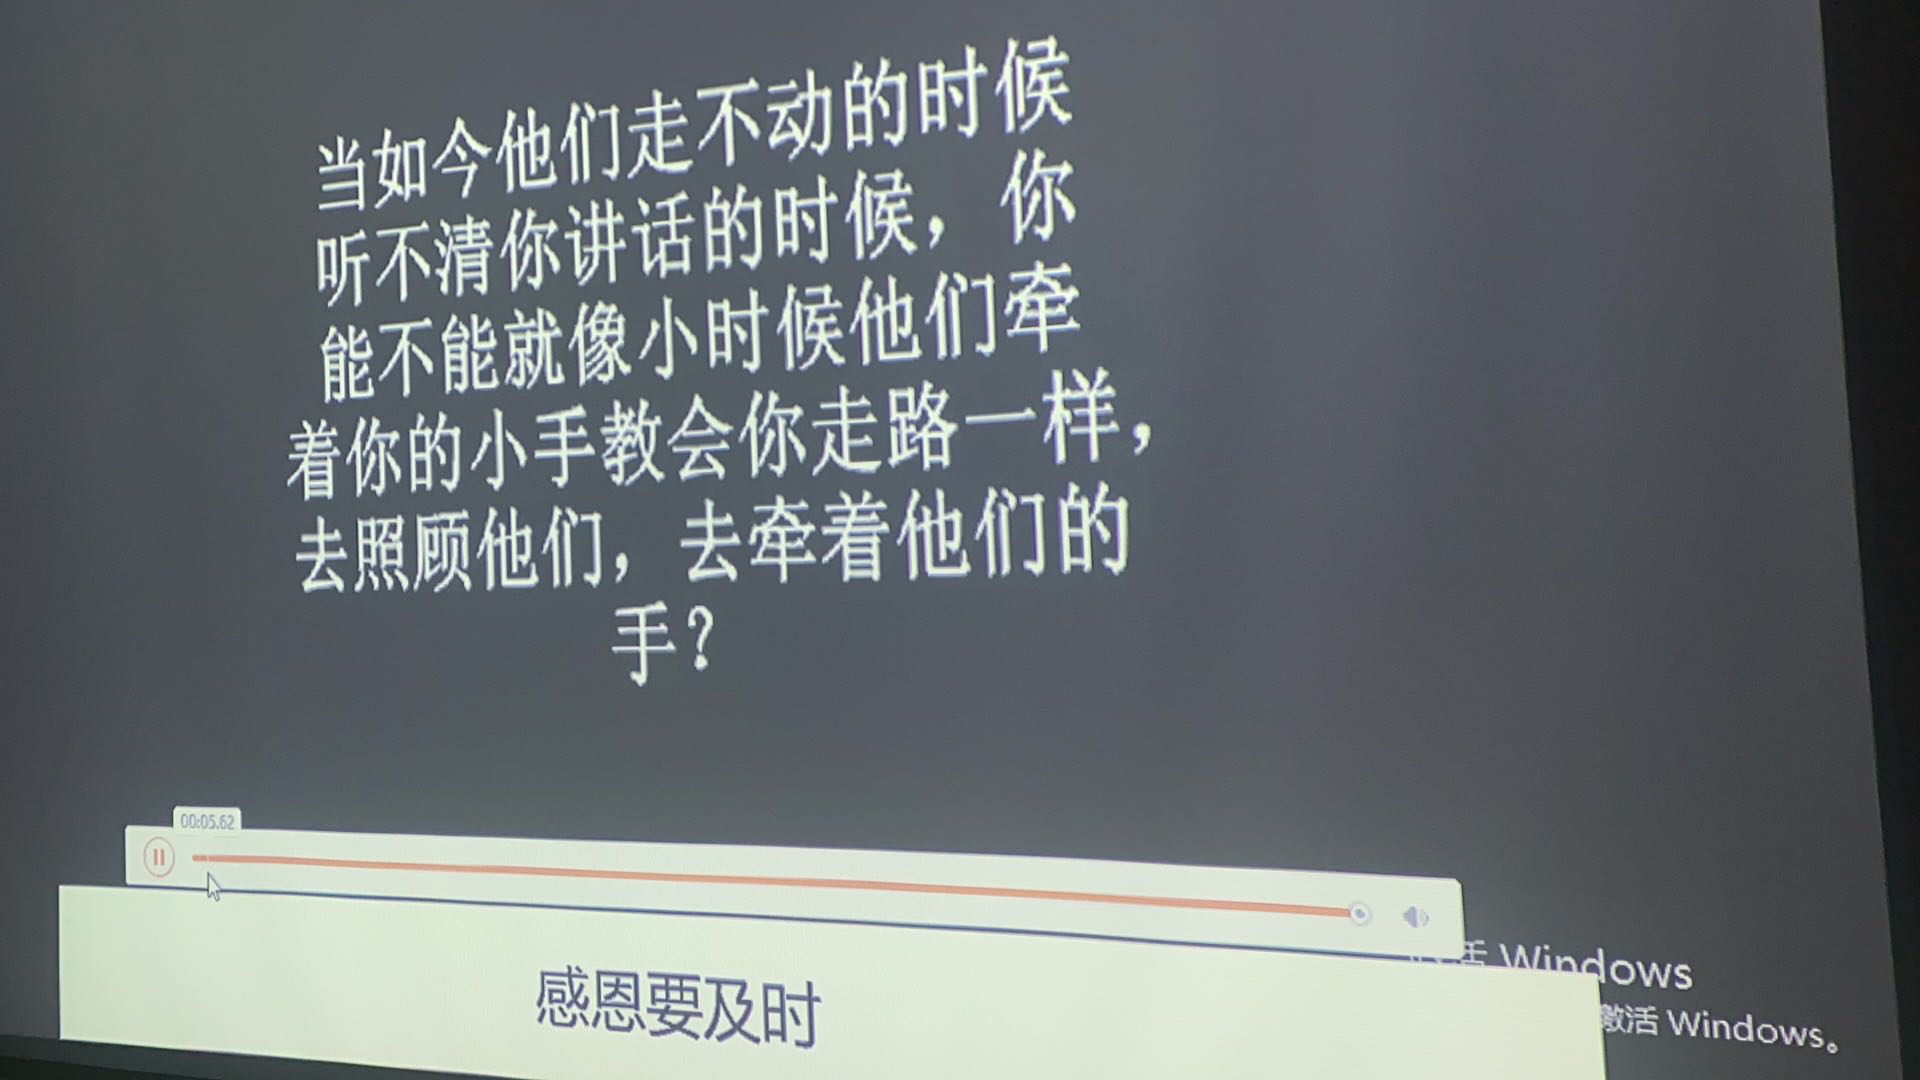 当如今他们走不动的时候
听不清你讲话的时候，你
能不能就像小时候他们牵
着你的小手教会你走路一样，
去照顾他们，去牵着他们的
手？
00:05.62
感恩要及时
活 Windows
激活 Windows。